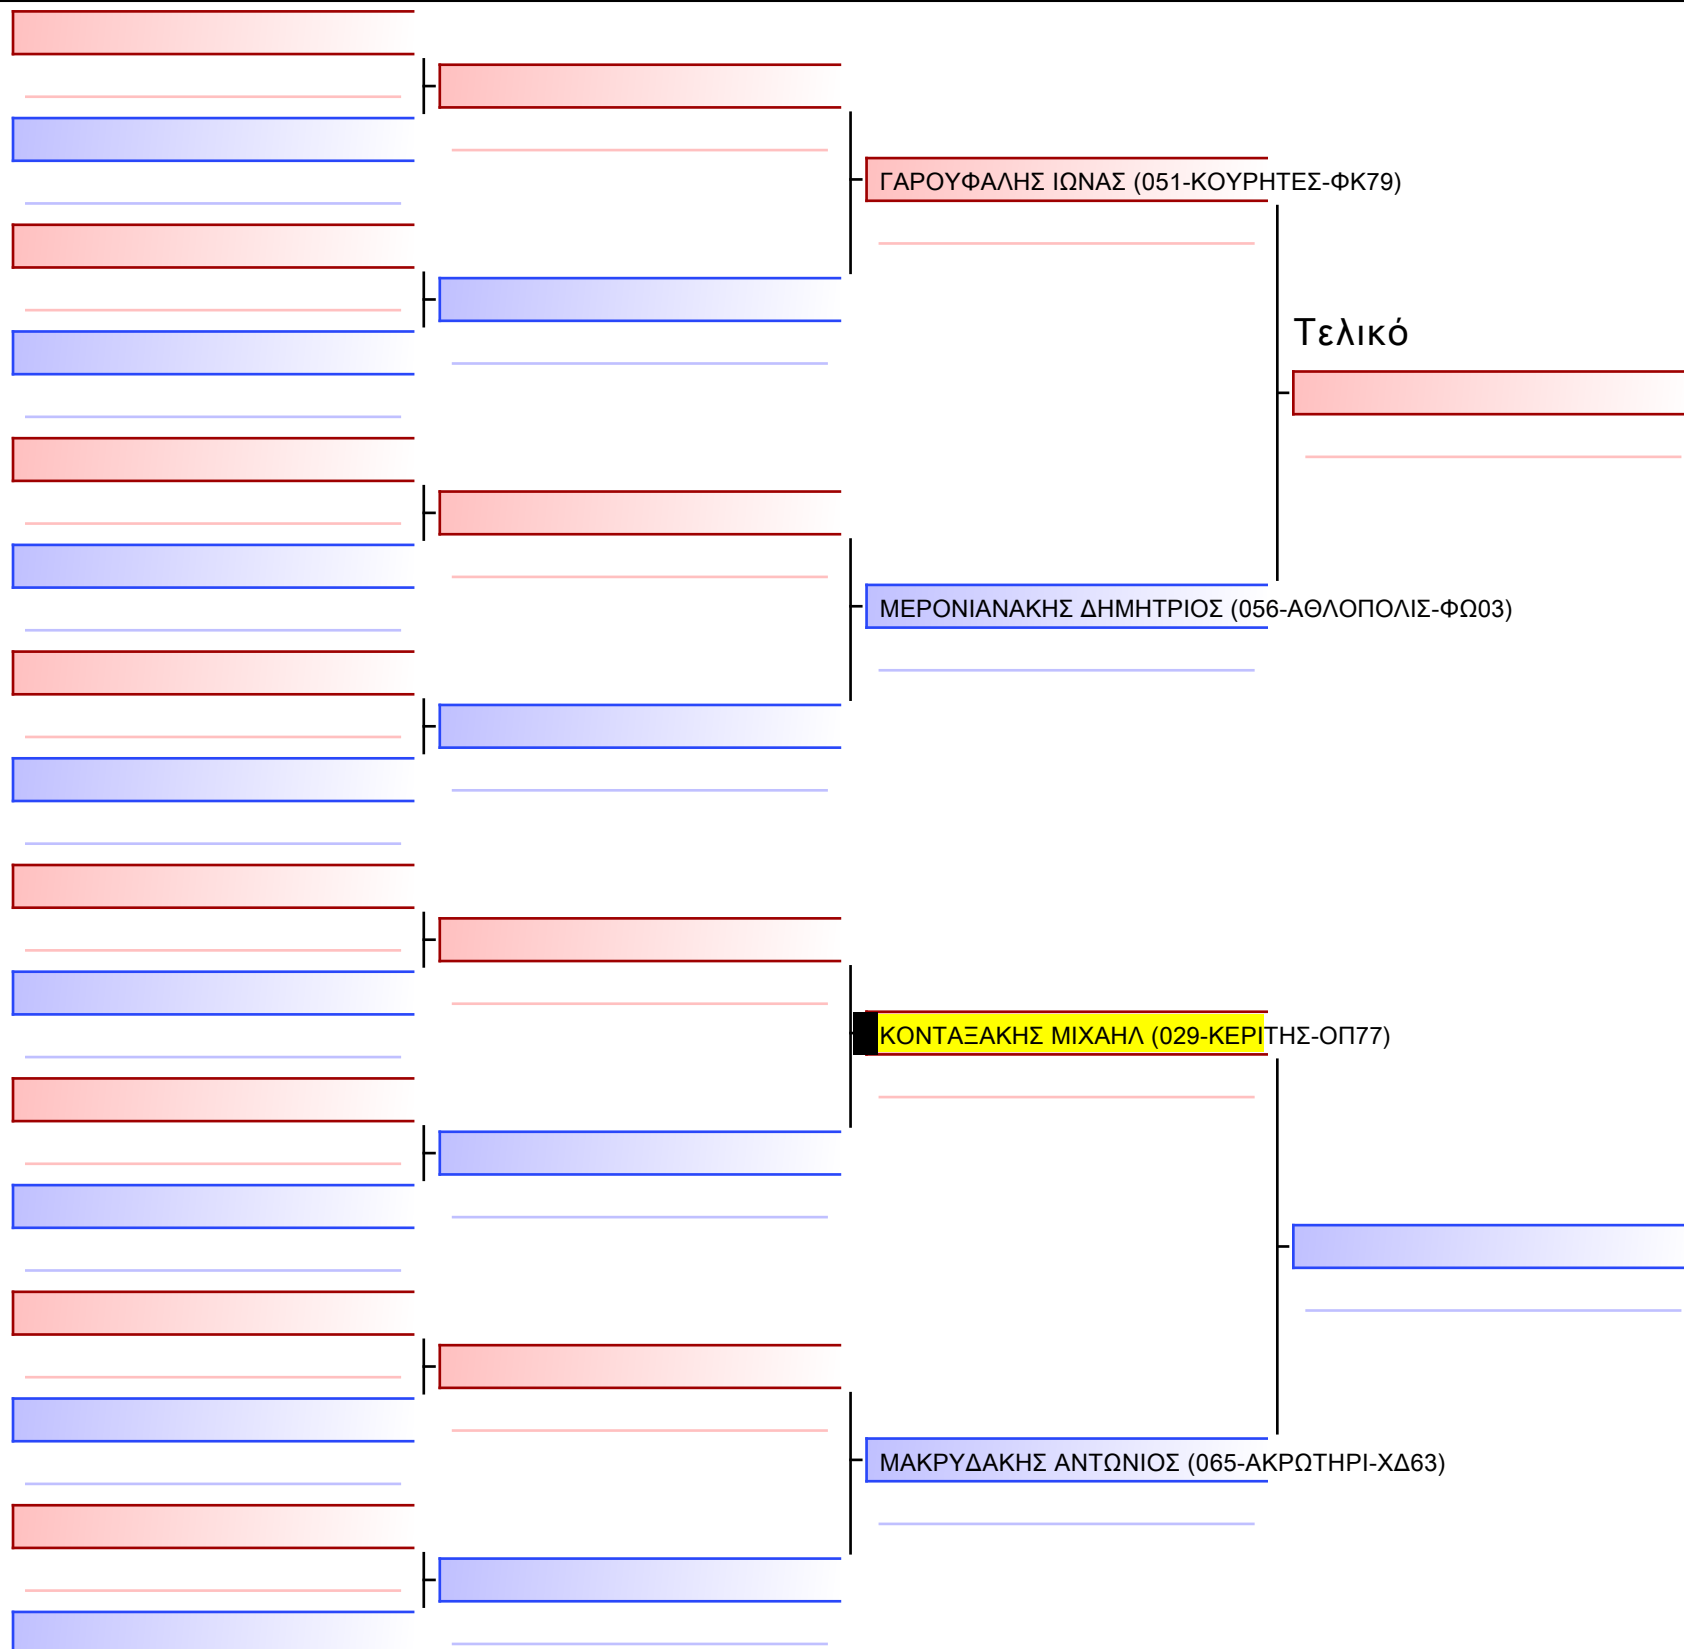 ΓΑΡΟΥΦΑΛΗΣ ΙΩΝΑΣ (051-ΚΟΥΡΗΤΕΣ-ΦΚ79)
Τελικό
ΜΕΡΟΝΙΑΝΑΚΗΣ ΔΗΜΗΤΡΙΟΣ (056-ΑΘΛΟΠΟΛΙΣ-ΦΩ03)
ΚΟΝΤΑΞΑΚΗΣ ΜΙΧΑΗΛ (029-ΚΕΡΙΤΗΣ-ΟΠ77)
ΜΑΚΡΥΔΑΚΗΣ ΑΝΤΩΝΙΟΣ (065-ΑΚΡΩΤΗΡΙ-ΧΔ63)